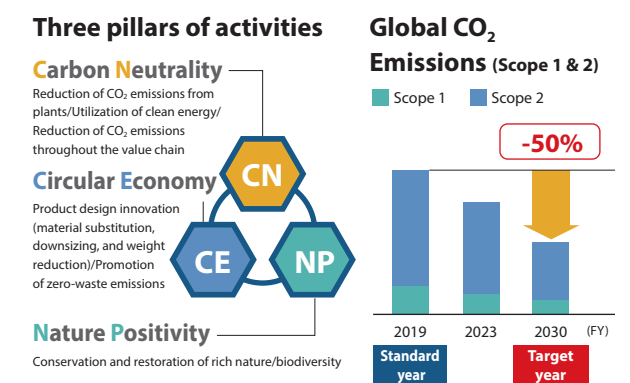 Three pillars of activities
Carbon Neutrality
Reduction of CO₂ emissions from
plants/Utilization of clean energy/
Reduction of CO₂ emissions
throughout the value chain
CN
Circular Economy
Product design innovation
(material substitution,
downsizing, and weight
reduction)/Promotion
of zero-waste emissions
CE
NP
Nature Positivity
Conservation and restoration of rich nature/biodiversity
Global CO₂
Emissions (Scope 1 & 2)
Scope 1 Scope 2
-50%
2019 2023 2030 (FY)
Standard
year
Target
year